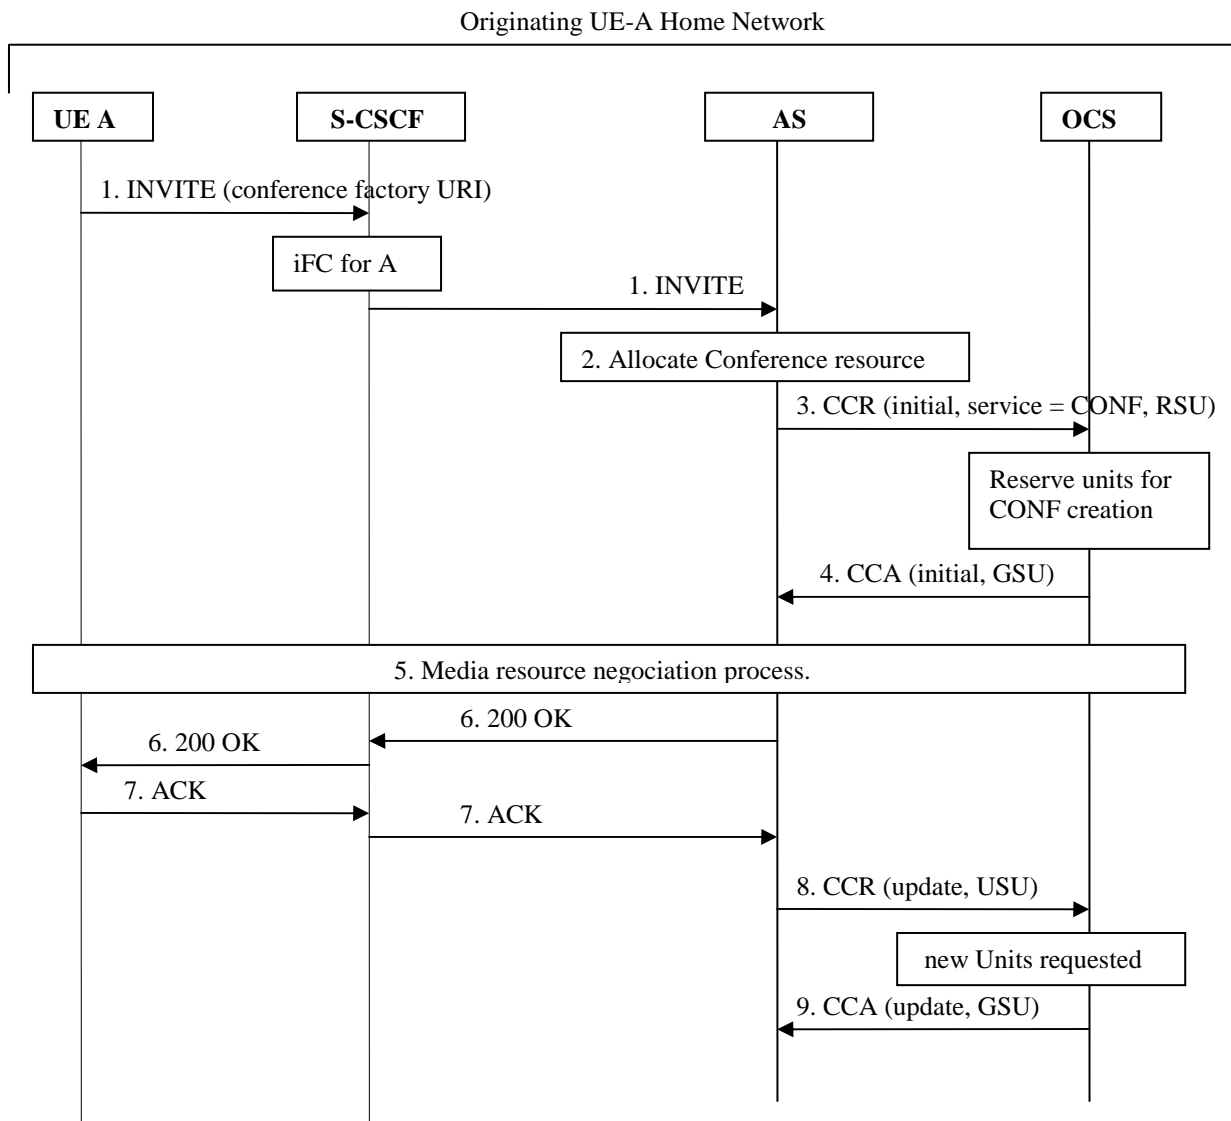 Originating UE-A Home Network
UE A
S-CSCF
AS
OCS
1. INVITE (conference factory URI)
iFC for A
1. INVITE
2. Allocate Conference resource
3. CCR (initial, service = CONF, RSU)
Reserve units for
CONF creation
4. CCA (initial, GSU)
5. Media resource negociation process.
6. 200 OK
6. 200 OK
7. ACK
7. ACK
8. CCR (update, USU)
new Units requested
9. CCA (update, GSU)